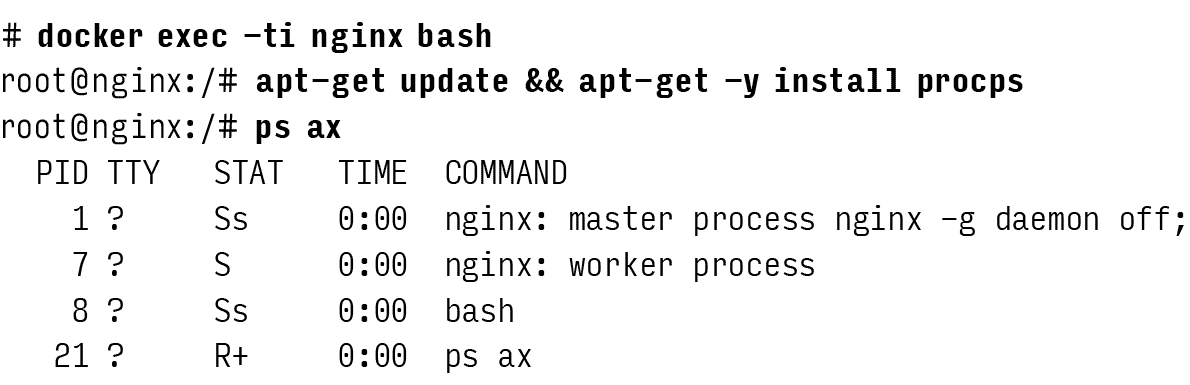 # docker exec -ti nginx bash
root@nginx:/# apt-get update && apt-get -y install procps
root@nginx:/# ps ax
  PID TTY   STAT   TIME  COMMAND
    1 ?     Ss     0:00  nginx: master process nginx -g daemon off;
    7 ?     S      0:00  nginx: worker process
    8 ?     Ss     0:00  bash
   21 ?     R+     0:00  ps ax